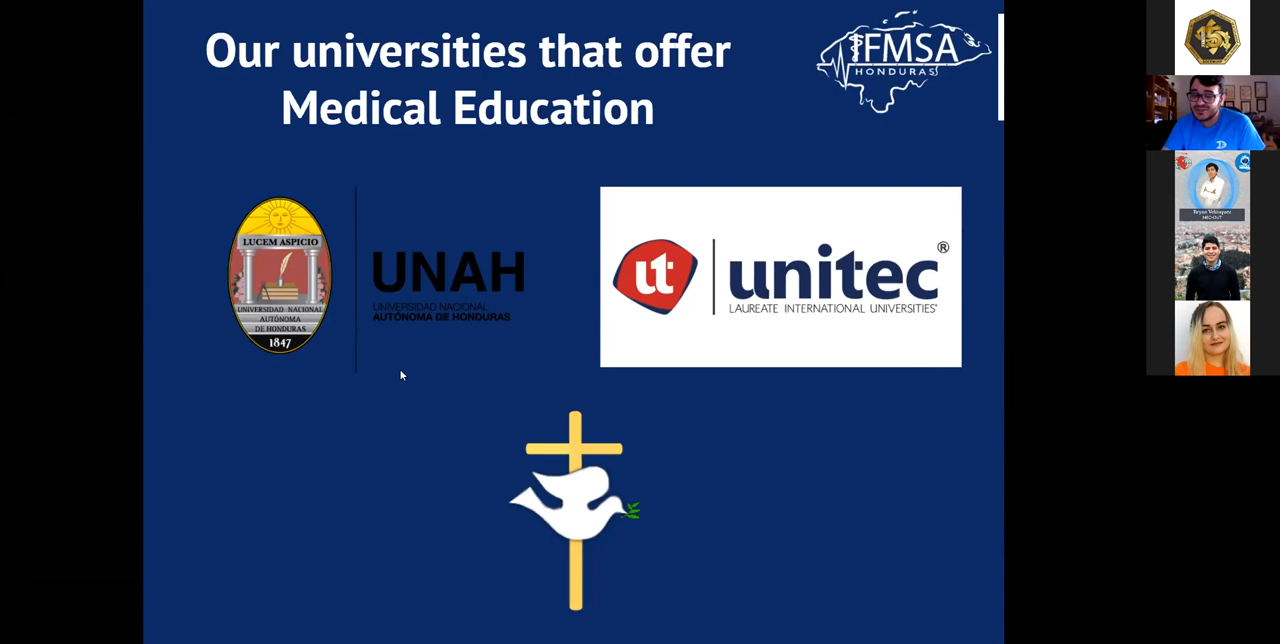 Our universities that offer
Medical Education
IFMSA
HONDURAS
LUCEM ASPICIO
UNIVERSIDAD NACIONAL
AUTÓNOMA
DE HONDURAS
1847
UNAH
UNIVERSIDAD NACIONAL
AUTÓNOMA DE HONDURAS
ut
unitec®
LAUREATE INTERNATIONAL UNIVERSITIES®
15
Bryan Velásquez